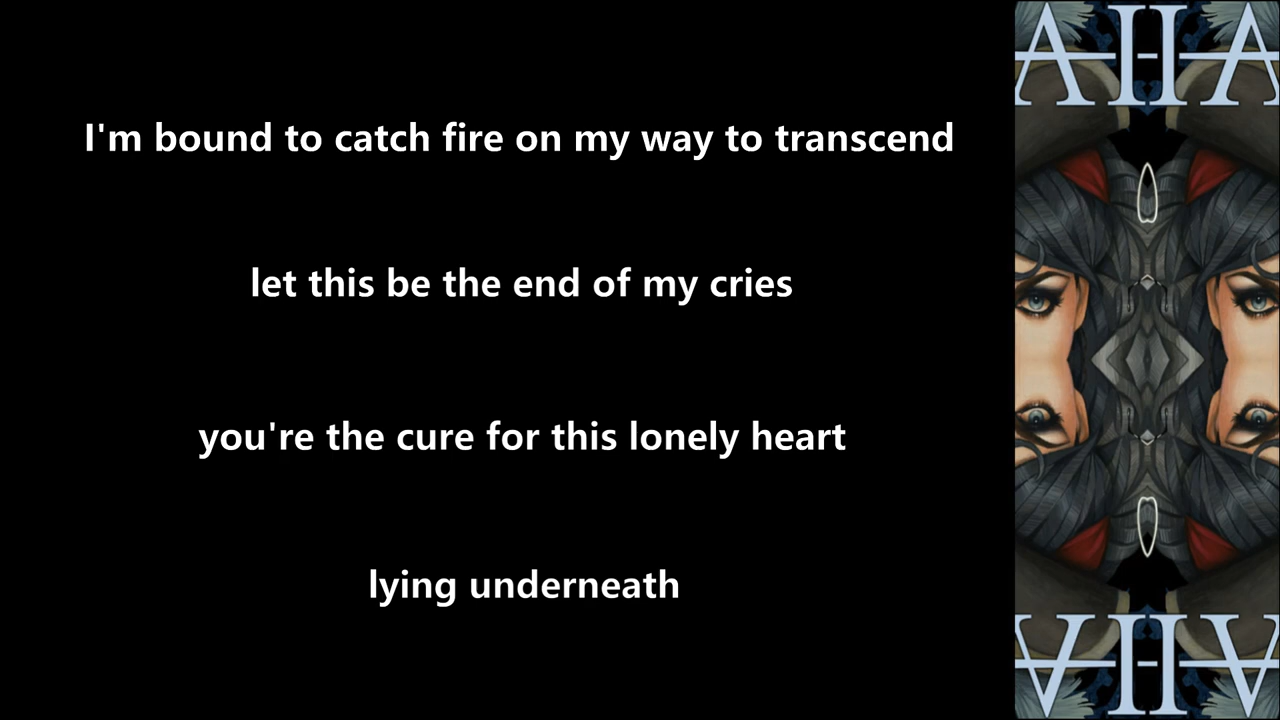 I'm bound to catch fire on my way to transcend
let this be the end of my cries
you're the cure for this lonely heart
lying underneath